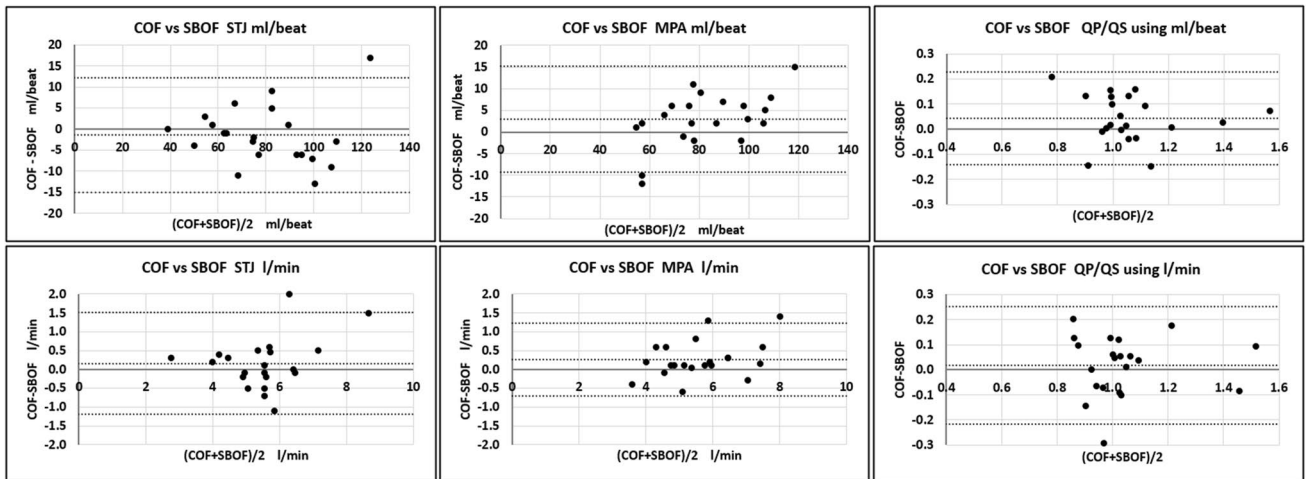 COF vs SBOF STJ ml/beat
COF - SBOF ml/beat
20
15
10
5
0
-5
-10
-15
-20
0 20 40 60 80 100 120 140
(COF+SBOF)/2 ml/beat
COF vs SBOF MPA ml/beat
COF-SBOF ml/beat
20
15
10
5
0
-5
-10
-15
-20
0 20 40 60 80 100 120 140
(COF+SBOF)/2 ml/beat
COF vs SBOF QP/QS using ml/beat
COF-SBOF
0.3
0.2
0.1
0.0
-0.1
-0.2
-0.3
0.4 0.6 0.8 1.0 1.2 1.4 1.6
(COF+SBOF)/2
COF vs SBOF STJ l/min
COF-SBOF l/min
2.0
1.5
1.0
0.5
0.0
-0.5
-1.0
-1.5
-2.0
0 2 4 6 8 10
(COF+SBOF)/2 l/min
COF vs SBOF MPA l/min
COF-SBOF l/min
2.0
1.5
1.0
0.5
0.0
-0.5
-1.0
-1.5
-2.0
0 2 4 6 8 10
(COF+SBOF)/2 l/min
COF vs SBOF QP/QS using l/min
COF-SBOF
0.3
0.2
0.1
0.0
-0.1
-0.2
-0.3
0.4 0.6 0.8 1.0 1.2 1.4 1.6
(COF+SBOF)/2